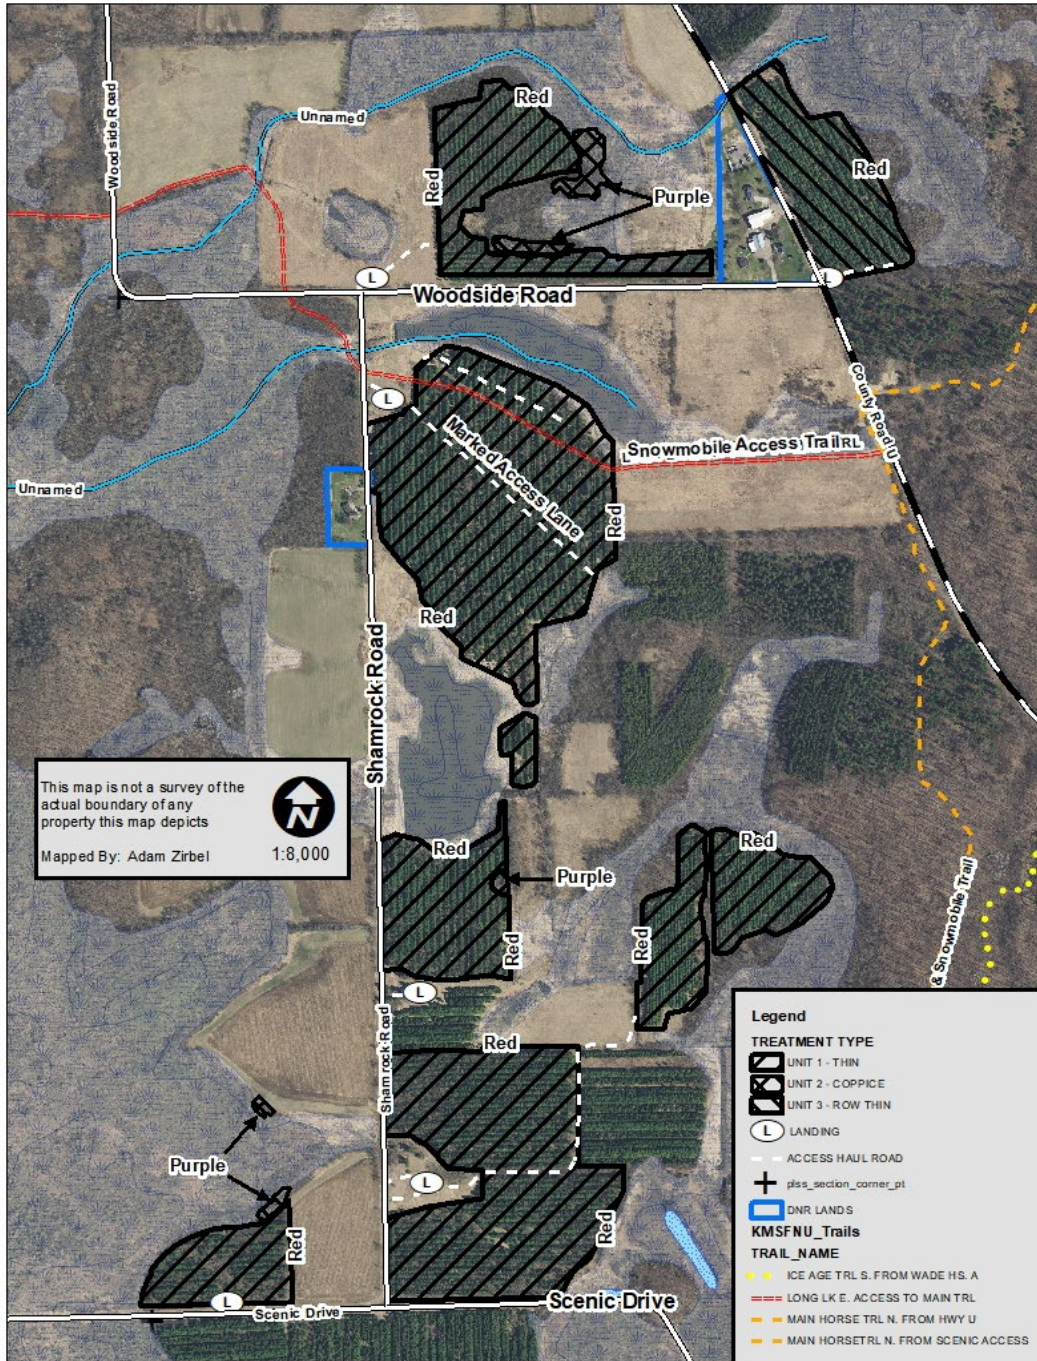 Woodside Road
Unnamed
Red
Red
Purple
Red
L
L
Woodside Road
L
Marked Access Lane
Snowmobile Access Trail RL
County Road U
Unnamed
Red
Red
Shamrock Road
This map is not a survey of the
actual boundary of any
property this map depicts
Mapped By: Adam Zirbel
N
1:8,000
Red
Purple
Red
Red
Red
& Snowmobile Trail
L
Shamrock Road
Red
Purple
L
Red
Red
L
Scenic Drive
Scenic Drive
Legend
TREATMENT TYPE
UNIT 1 - THIN
UNIT 2 - COPPICE
UNIT 3 - ROW THIN
L LANDING
ACCESS HAUL ROAD
plss_section_corner_pt
DNR LANDS
KMSFNU_Trails
TRAIL_NAME
ICE AGE TRL S. FROM WADE HS. A
LONG LK E. ACCESS TO MAIN TRL
MAIN HORSE TRL N. FROM HWY U
MAIN HORSETRL N. FROM SCENIC ACCESS